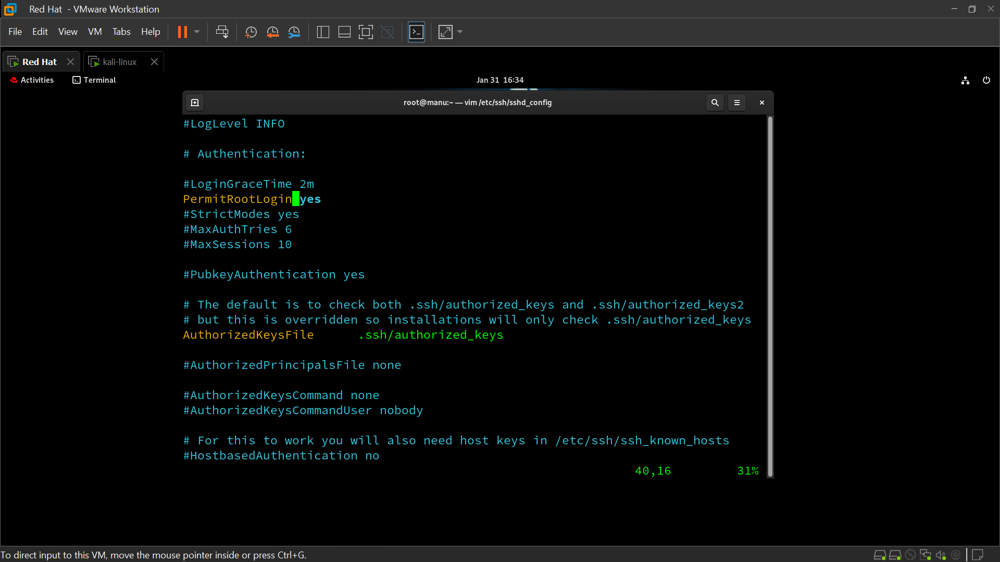 Red Hat - VMware Workstation
File Edit View VM Tabs Help
Red Hat kali-linux
Activities Terminal Jan 31 16:34
root@manu:~ — vim /etc/ssh/sshd_config
#LogLevel INFO
# Authentication:
#LoginGraceTime 2m
PermitRootLogin yes
#StrictModes yes
#MaxAuthTries 6
#MaxSessions 10
#PubkeyAuthentication yes
# The default is to check both .ssh/authorized_keys and .ssh/authorized_keys2
# but this is overridden so installations will only check .ssh/authorized_keys
AuthorizedKeysFile .ssh/authorized_keys
#AuthorizedPrincipalsFile none
#AuthorizedKeysCommand none
#AuthorizedKeysCommandUser nobody
# For this to work you will also need host keys in /etc/ssh/ssh_known_hosts
#HostbasedAuthentication no
40,16 31%
To direct input to this VM, move the mouse pointer inside or press Ctrl+G.